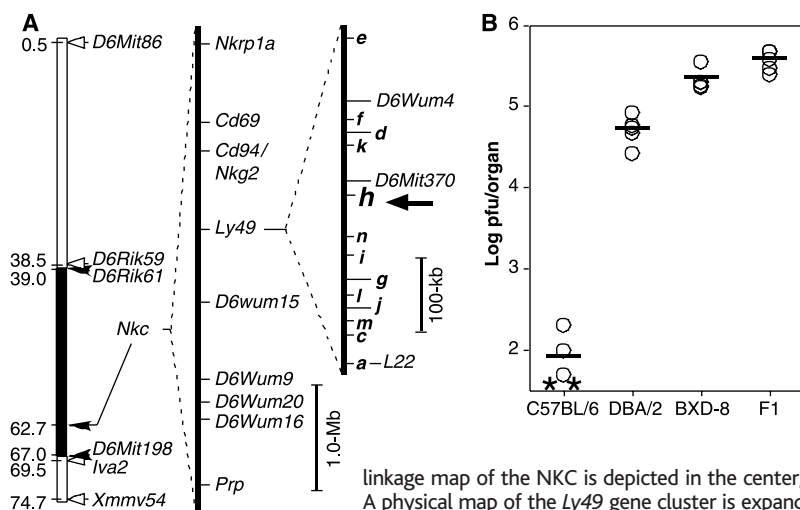 A
0.5
D6Mit86
38.5
39.0
D6Rik59
D6Rik61
Nkc
62.7
67.0
69.5
74.7
D6Mit198
Iva2
Xmmv54
Nkrp1a
Cd69
Cd94/
Nkg2
Ly49
D6wum15
D6Wum9
D6Wum20
D6Wum16
Prp
1.0-Mb
e
D6Wum4
f
d
k
D6Mit370
h
n
i
g
l
j
m
c
a
L22
100-kb
B
Log pfu/organ
6
5
4
3
2
* *
C57BL/6 DBA/2 BXD-8 F1
linkage map of the NKC is depicted in the center,
A physical map of the Ly49 gene cluster is expand